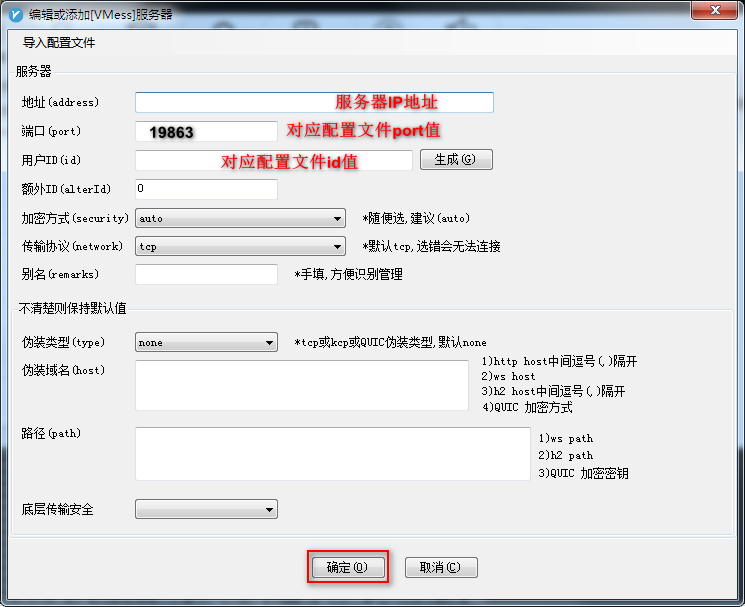 编辑或添加[VMess]服务器
导入配置文件
服务器
地址(address) 服务器IP地址
端口(port) 19863 对应配置文件port值
用户ID(id) 对应配置文件id值 生成(G)
额外ID(alterId) 0
加密方式(security) auto *随便选,建议(auto)
传输协议(network) tcp *默认tcp,选错会无法连接
别名(remarks) *手填,方便识别管理
不清楚则保持默认值
伪装类型(type) none *tcp或kcp或QUIC伪装类型,默认none
伪装域名(host) 1)http host中间逗号(,)隔开
2)ws host
3)h2 host中间逗号(,)隔开
4)QUIC 加密方式
路径(path) 1)ws path
2)h2 path
3)QUIC 加密密钥
底层传输安全
确定(O) 取消(C)